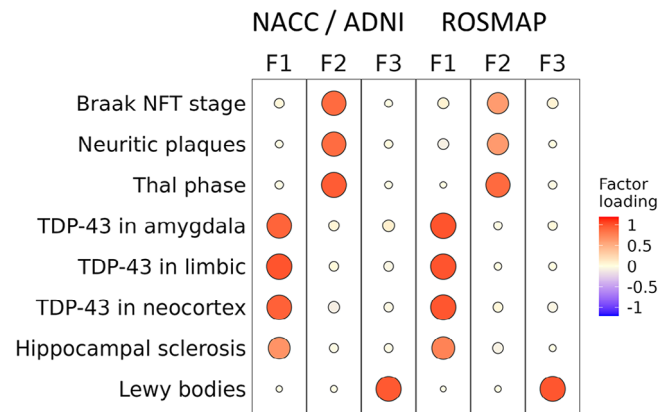 NACC / ADNI ROSMAP
F1 F2 F3 F1 F2 F3
Braak NFT stage
Neuritic plaques
Thal phase
TDP-43 in amygdala
TDP-43 in limbic
TDP-43 in neocortex
Hippocampal sclerosis
Lewy bodies
Factor
loading
1
0.5
0
-0.5
-1